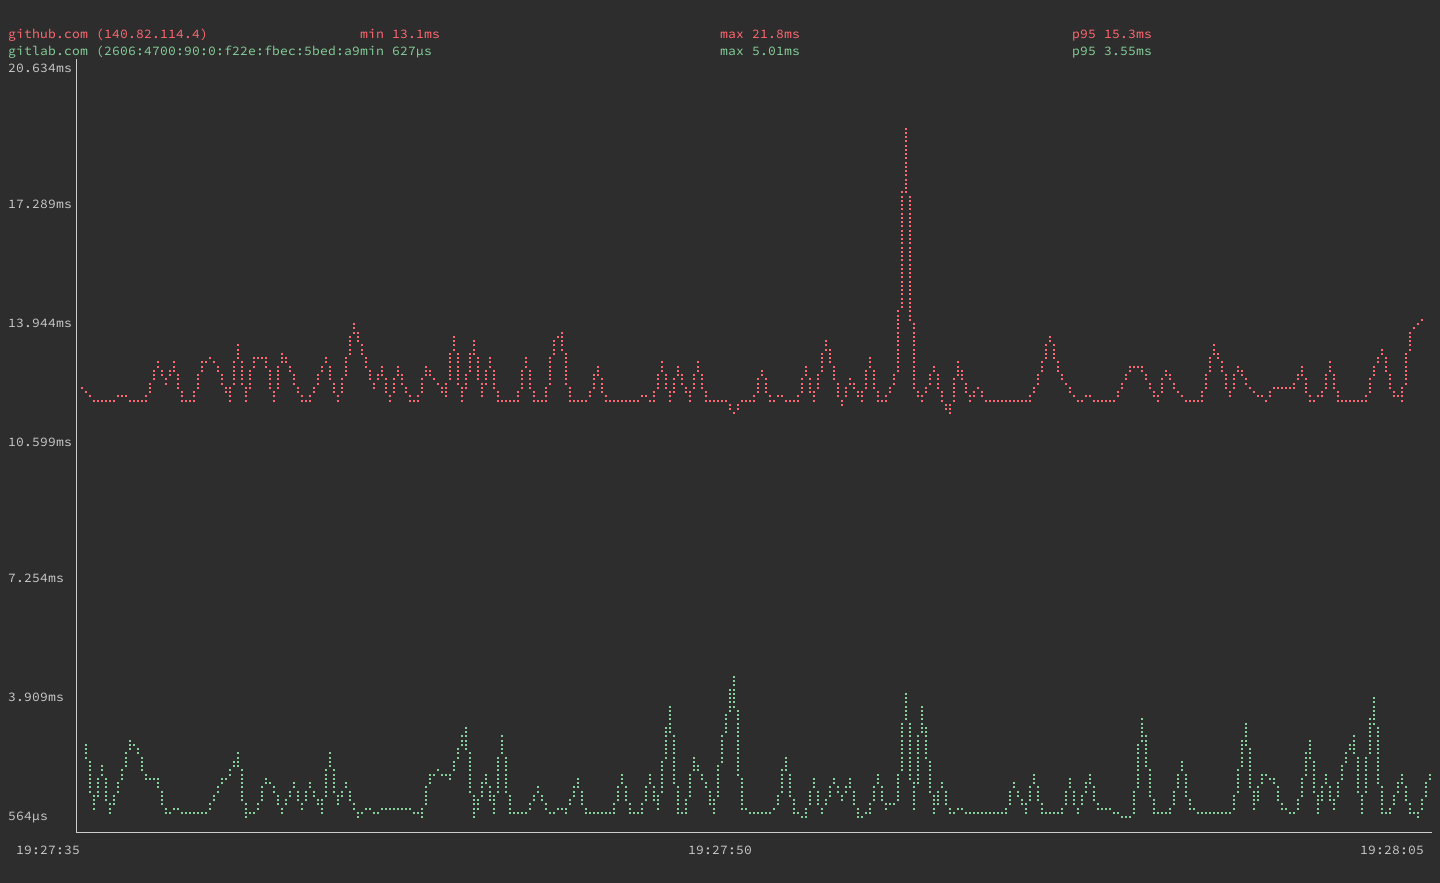 github.com (140.82.114.4) min 13.1ms max 21.8ms p95 15.3ms
gitlab.com (2606:4700:90:0:f22e:fbec:5bed:a9min 627µs max 5.01ms p95 3.55ms
20.634ms
17.289ms
13.944ms
10.599ms
7.254ms
3.909ms
564µs
19:27:35 19:27:50 19:28:05